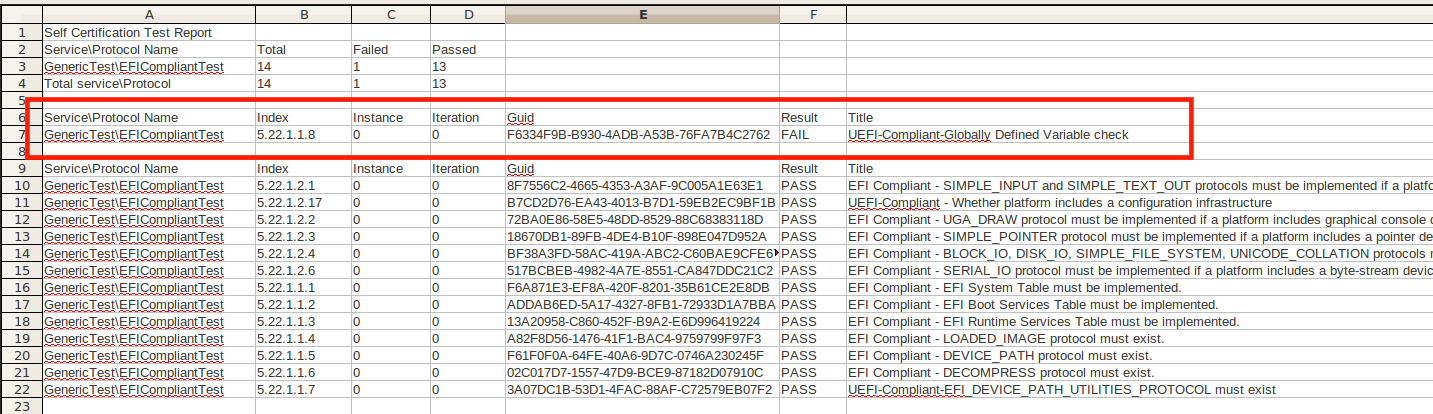 A B C D E F
1 Self Certification Test Report
2 Service\Protocol Name Total Failed Passed
3 GenericTest\EFICompliantTest 14 1 13
4 Total service\Protocol 14 1 13
5
6 Service\Protocol Name Index Instance Iteration Guid Result Title
7 GenericTest\EFICompliantTest 5.22.1.1.8 0 0 F6334F9B-B930-4ADB-A53B-76FA7B4C2762 FAIL UEFI-Compliant-Globally Defined Variable check
8
9 Service\Protocol Name Index Instance Iteration Guid Result Title
10 GenericTest\EFICompliantTest 5.22.1.2.1 0 0 8F7556C2-4665-4353-A3AF-9C005A1E63E1 PASS EFI Compliant - SIMPLE_INPUT and SIMPLE_TEXT_OUT protocols must be implemented if a platfo
11 GenericTest\EFICompliantTest 5.22.1.2.17 0 0 B7CD2D76-EA43-4013-B7D1-59EB2EC9BF1B PASS UEFI-Compliant - Whether platform includes a configuration infrastructure
12 GenericTest\EFICompliantTest 5.22.1.2.2 0 0 72BA0E86-58E5-48DD-8529-88C68383118D PASS EFI Compliant - UGA_DRAW protocol must be implemented if a platform includes graphical console d
13 GenericTest\EFICompliantTest 5.22.1.2.3 0 0 18670DB1-89FB-4DE4-B10F-898E047D952A PASS EFI Compliant - SIMPLE_POINTER protocol must be implemented if a platform includes a pointer de
14 GenericTest\EFICompliantTest 5.22.1.2.4 0 0 BF38A3FD-58AC-419A-ABC2-C60BAE9CFE6 PASS EFI Compliant - BLOCK_IO, DISK_IO, SIMPLE_FILE_SYSTEM, UNICODE_COLLATION protocols
15 GenericTest\EFICompliantTest 5.22.1.2.6 0 0 517BCBEB-4982-4A7E-8551-CA847DDC21C2 PASS EFI Compliant - SERIAL_IO protocol must be implemented if a platform includes a byte-stream devic
16 GenericTest\EFICompliantTest 5.22.1.1.1 0 0 F6A871E3-EF8A-420F-8201-35B61CE2E8DB PASS EFI Compliant - EFI System Table must be implemented.
17 GenericTest\EFICompliantTest 5.22.1.1.2 0 0 ADDAB6ED-5A17-4327-8FB1-72933D1A7BBA PASS EFI Compliant - EFI Boot Services Table must be implemented.
18 GenericTest\EFICompliantTest 5.22.1.1.3 0 0 13A20958-C860-452F-B9A2-E6D996419224 PASS EFI Compliant - EFI Runtime Services Table must be implemented.
19 GenericTest\EFICompliantTest 5.22.1.1.4 0 0 A82F8D56-1476-41F1-BAC4-9759799F97F3 PASS EFI Compliant - LOADED_IMAGE protocol must exist.
20 GenericTest\EFICompliantTest 5.22.1.1.5 0 0 F61F0F0A-64FE-40A6-9D7C-0746A230245F PASS EFI Compliant - DEVICE_PATH protocol must exist.
21 GenericTest\EFICompliantTest 5.22.1.1.6 0 0 02C017D7-1557-47D9-BCE9-87182D07910C PASS EFI Compliant - DECOMPRESS protocol must exist.
22 GenericTest\EFICompliantTest 5.22.1.1.7 0 0 3A07DC1B-53D1-4FAC-88AF-C72579EB07F2 PASS UEFI-Compliant-EFI_DEVICE_PATH_UTILITIES_PROTOCOL must exist
23